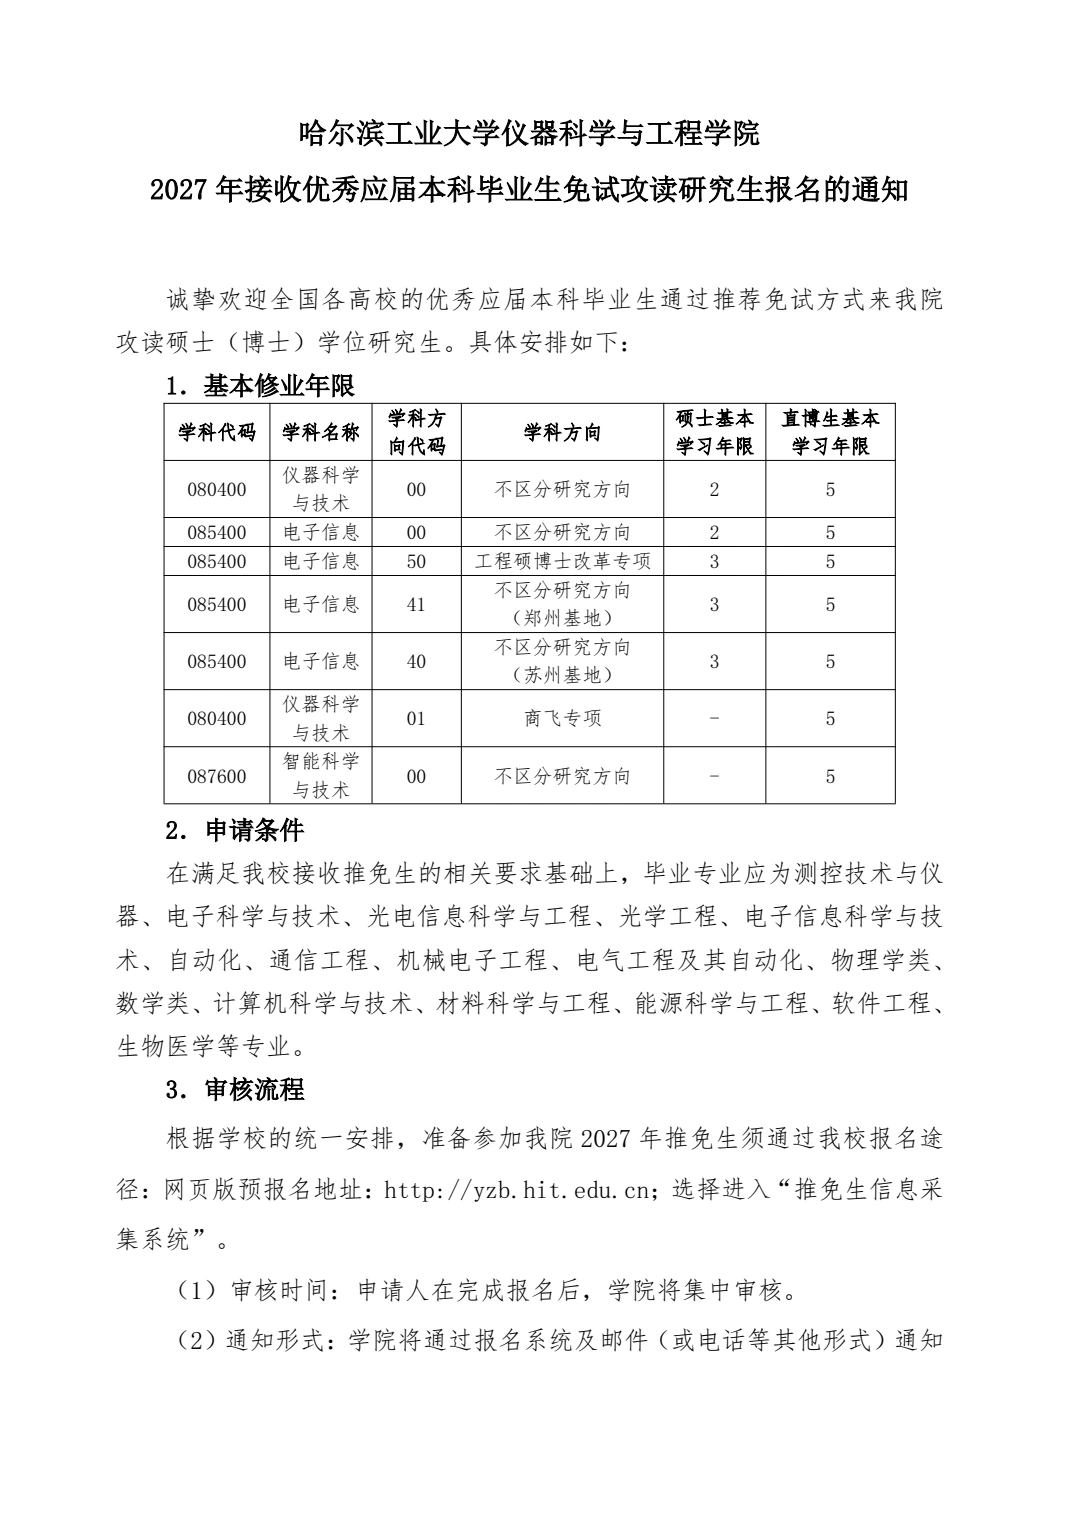 哈尔滨工业大学仪器科学与工程学院
2027 年接收优秀应届本科毕业生免试攻读研究生报名的通知
诚挚欢迎全国各高校的优秀应届本科毕业生通过推荐免试方式来我院
攻读硕士（博士）学位研究生。具体安排如下：
1. 基本修业年限
学科代码 学科名称 学科方向代码 学科方向 硕士基本学习年限 直博生基本学习年限
080400 仪器科学与技术 00 不区分研究方向 2 5
085400 电子信息 00 不区分研究方向 2 5
085400 电子信息 50 工程硕博士改革专项 3 5
085400 电子信息 41 不区分研究方向（郑州基地） 3 5
085400 电子信息 40 不区分研究方向（苏州基地） 3 5
080400 仪器科学与技术 01 商飞专项 - 5
087600 智能科学与技术 00 不区分研究方向 - 5
2. 申请条件
在满足我校接收推免生的相关要求基础上，毕业专业应为测控技术与仪
器、电子科学与技术、光电信息科学与工程、光学工程、电子信息科学与技
术、自动化、通信工程、机械电子工程、电气工程及其自动化、物理学类、
数学类、计算机科学与技术、材料科学与工程、能源科学与工程、软件工程、
生物医学等专业。
3. 审核流程
根据学校的统一安排，准备参加我院 2027 年推免生须通过我校报名途
径：网页版预报名地址：http://yzb.hit.edu.cn；选择进入“推免生信息采
集系统”。
（1）审核时间：申请人在完成报名后，学院将集中审核。
（2）通知形式：学院将通过报名系统及邮件（或电话等其他形式）通知